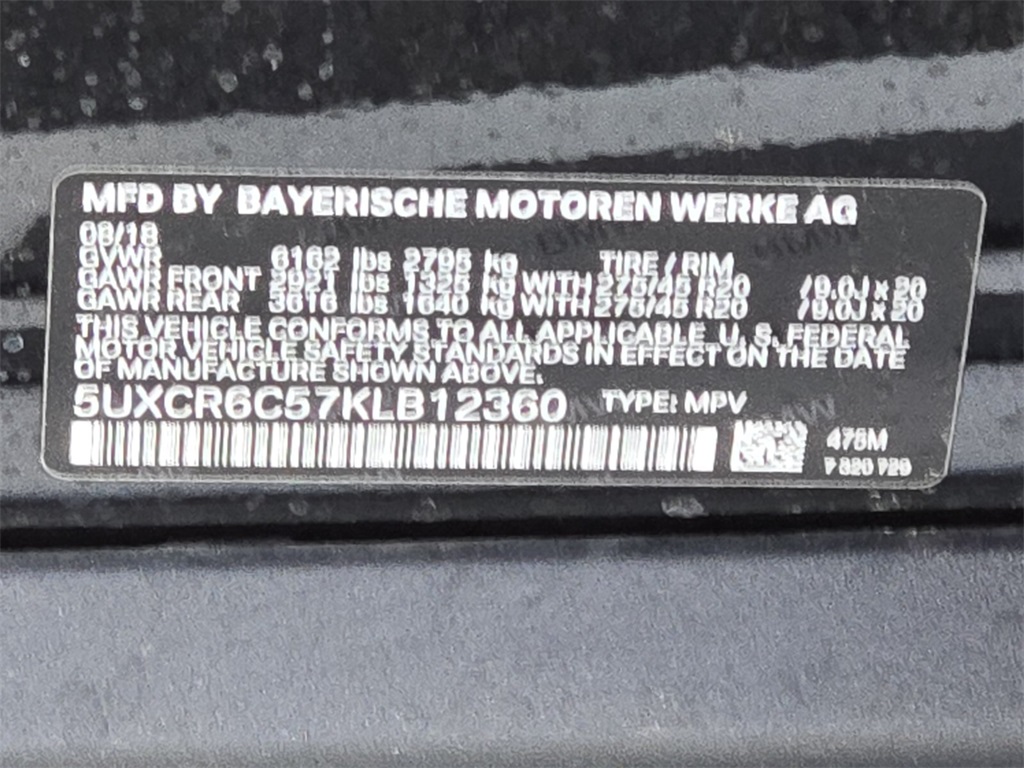 MFD BY BAYERISCHE MOTOREN WERKE AG
08/18
GVWR 6162 lbs 2795 kg TIRE / RIM
GAWR FRONT 2921 lbs 1325 kg WITH 275/45 R20 /9.0J x 20
GAWR REAR 3616 lbs 1640 kg WITH 275/45 R20 /9.0J x 20
THIS VEHICLE CONFORMS TO ALL APPLICABLE U. S. FEDERAL
MOTOR VEHICLE SAFETY STANDARDS IN EFFECT ON THE DATE
OF MANUFACTURE SHOWN ABOVE.
5UXCR6C57KLB12360 TYPE: MPV
475M
7 320 726